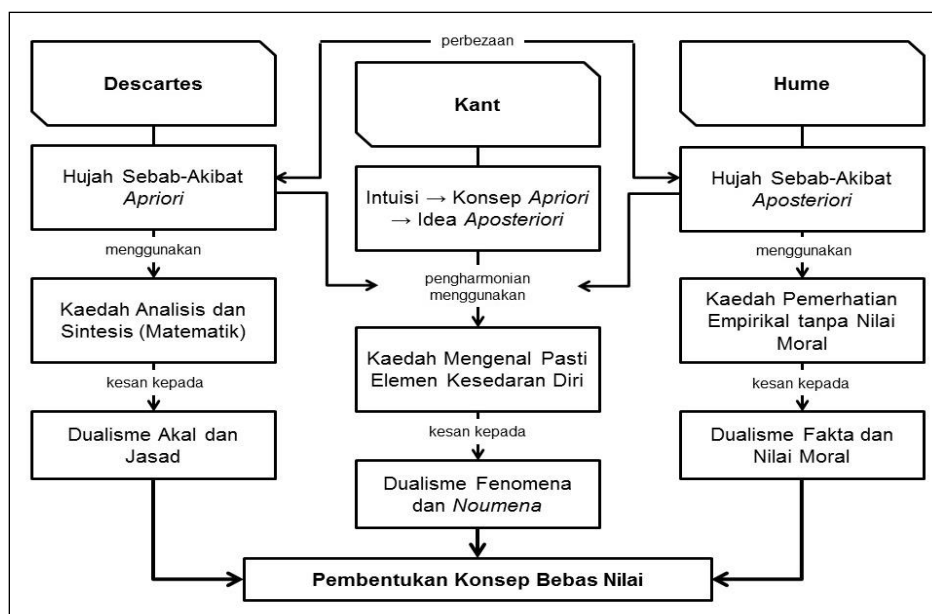 perbezaan
Descartes
Hujah Sebab-Akibat
Apriori
menggunakan
Kaedah Analisis dan
Sintesis (Matematik)
kesan kepada
Dualisme Akal dan
Jasad
Kant
Intuisi → Konsep Apriori
→ Idea Aposteriori
pengharmonian
menggunakan
Kaedah Mengenal Pasti
Elemen Kesedaran Diri
kesan kepada
Dualisme Fenomena
dan Noumena
Hume
Hujah Sebab-Akibat
Aposteriori
menggunakan
Kaedah Pemerhatian
Empirikal tanpa Nilai
Moral
kesan kepada
Dualisme Fakta dan
Nilai Moral
Pembentukan Konsep Bebas Nilai